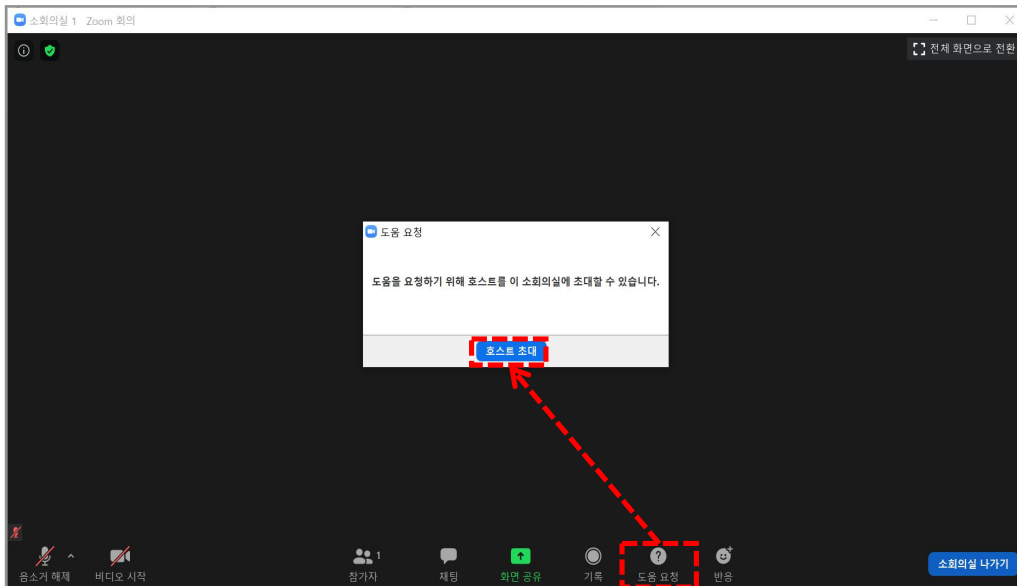 소회의실 1 Zoom 회의
전체 화면으로 전환
도움 요청
도움을 요청하기 위해 호스트를 이 소회의실에 초대할 수 있습니다.
호스트 초대
1
음소거 해제 비디오 시작 참가자 채팅 화면 공유 기록 도움 요청 반응 소회의실 나가기